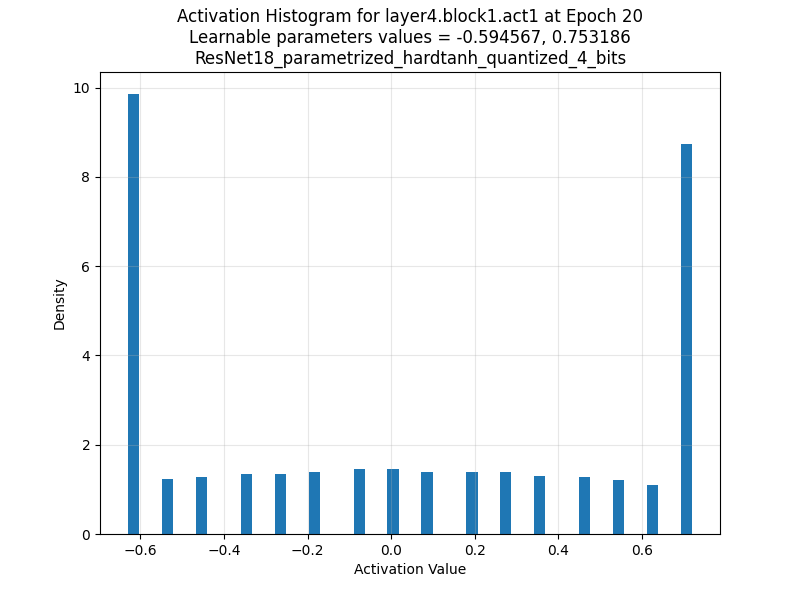 Activation Histogram for layer4.block1.act1 at Epoch 20
Learnable parameters values = -0.594567, 0.753186
ResNet18_parametrized_hardtanh_quantized_4_bits
10
8
6
4
2
0
Density
−0.6 −0.4 −0.2 0.0 0.2 0.4 0.6
Activation Value